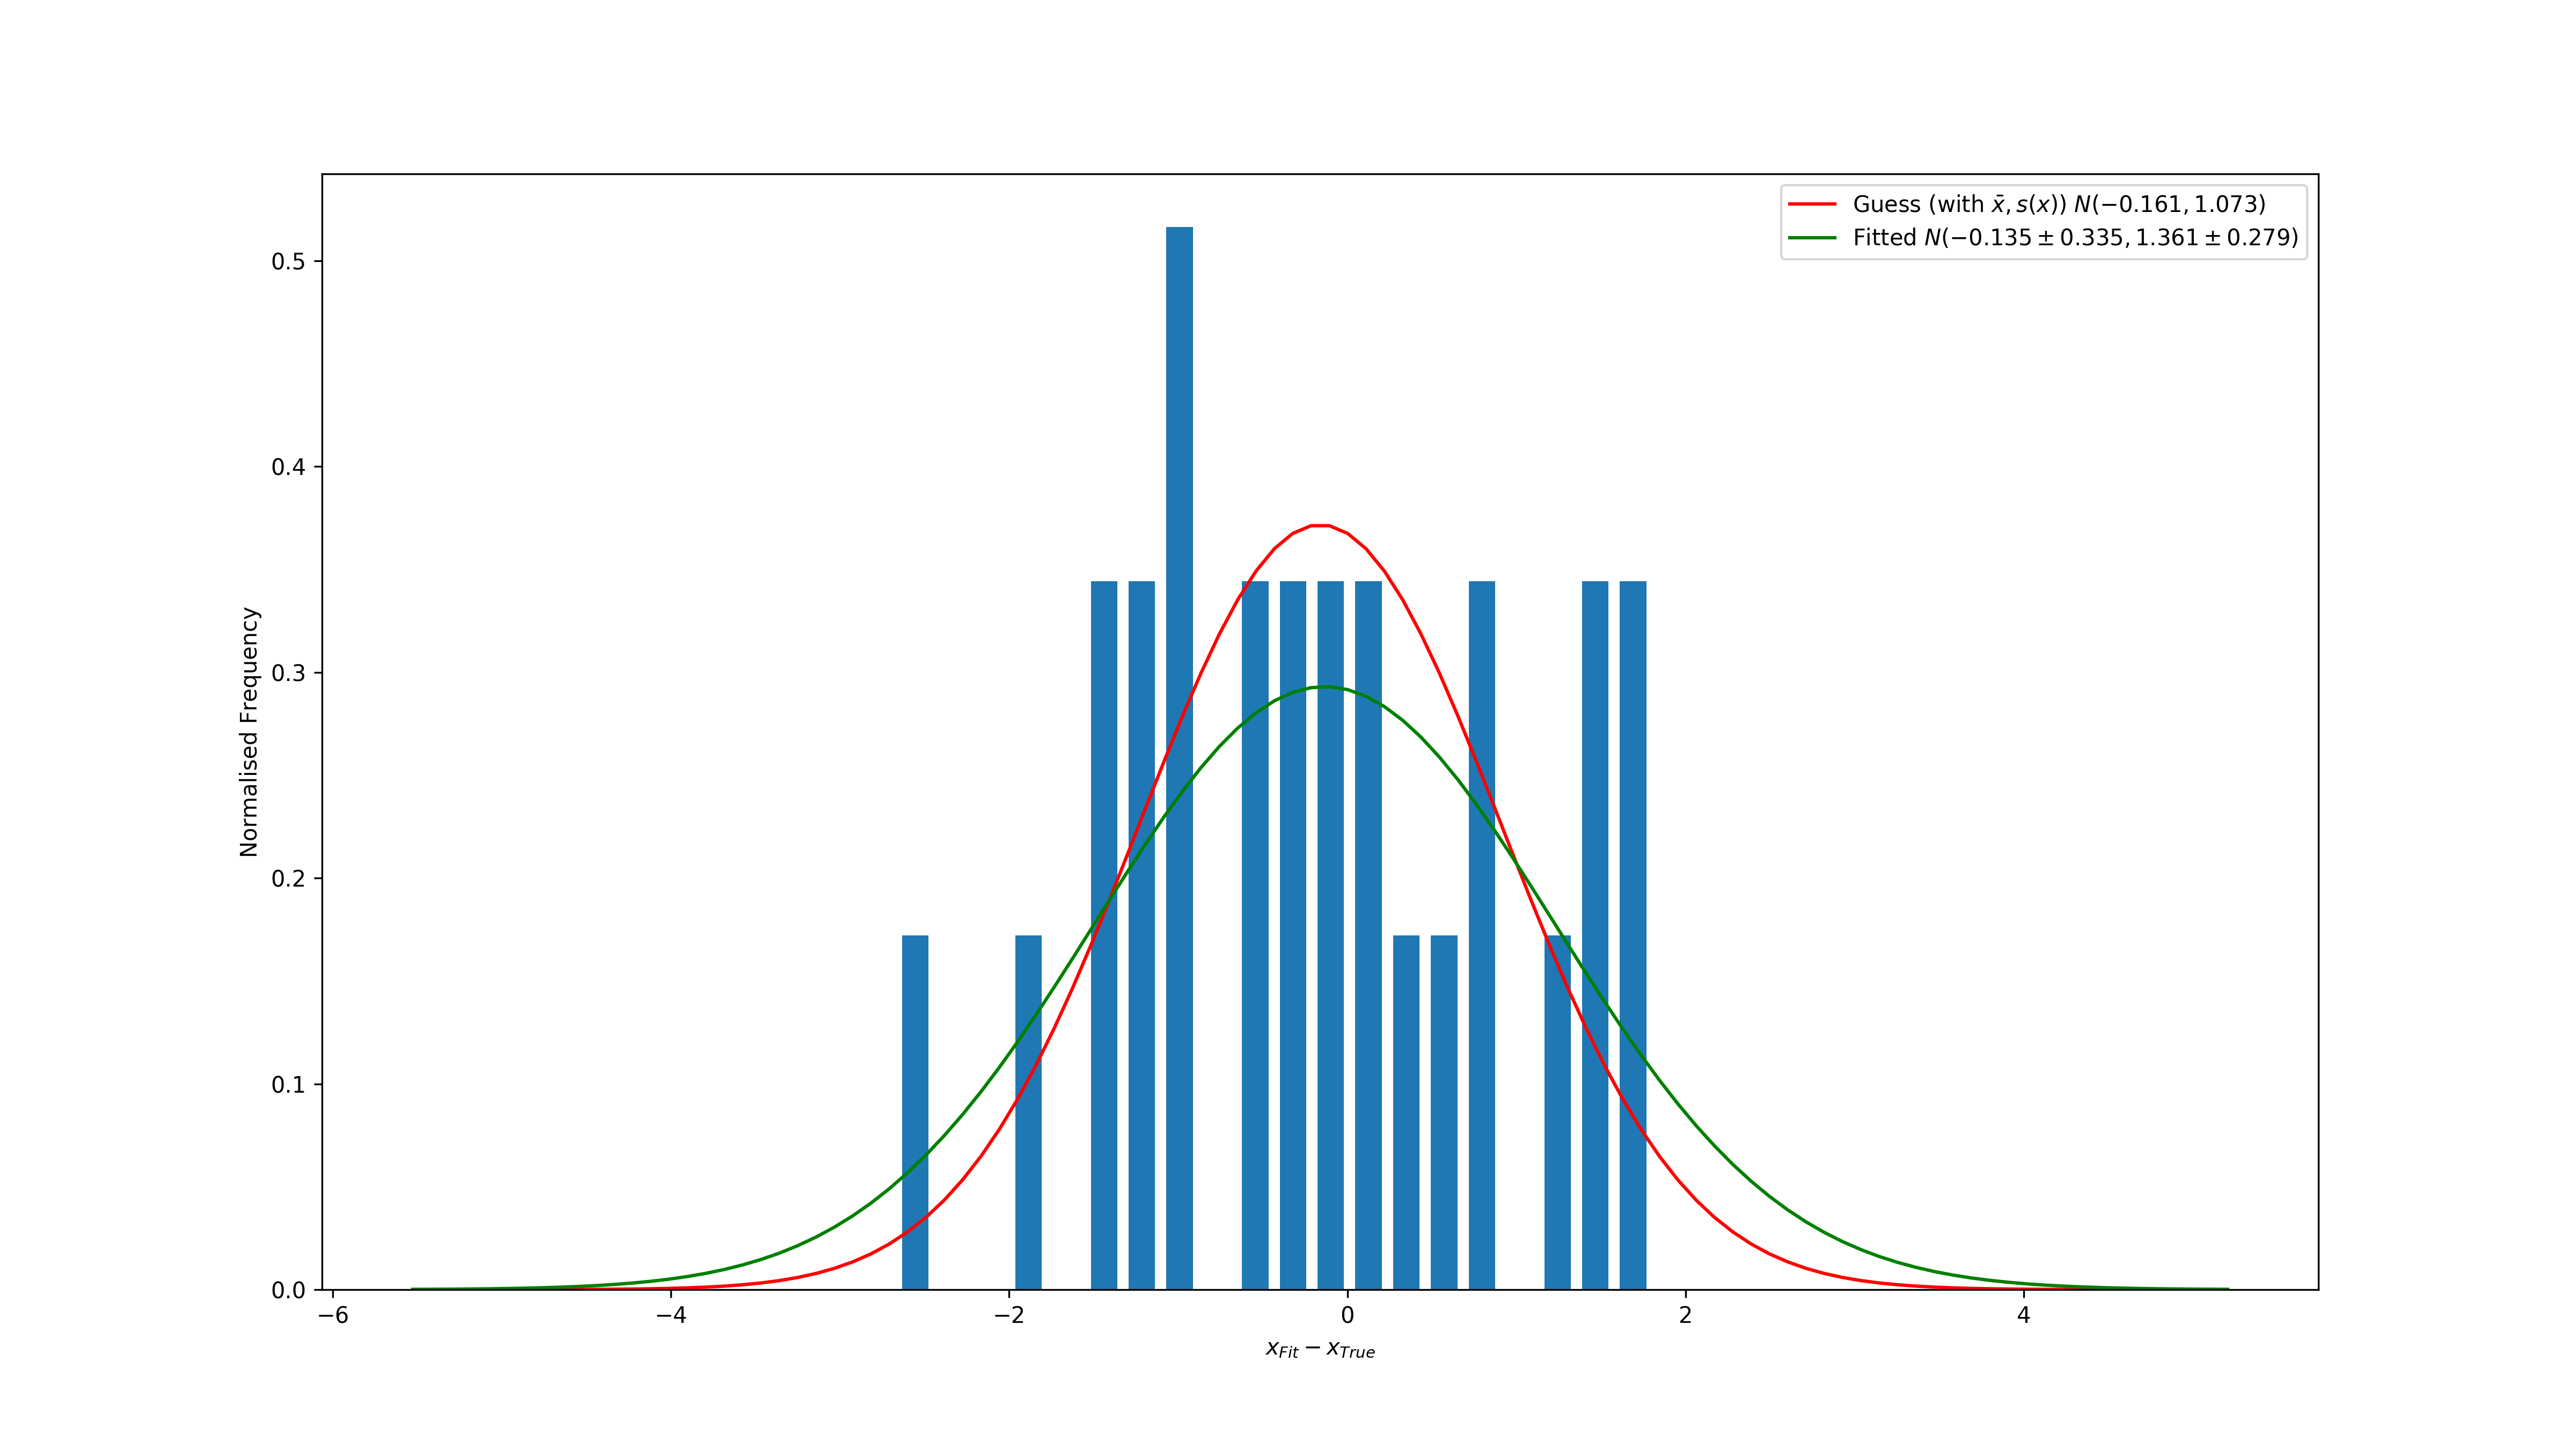 Guess (with x̄, s(x)) N(−0.161, 1.073)
Fitted N(−0.135 ± 0.335, 1.361 ± 0.279)
Normalised Frequency
0.5
0.4
0.3
0.2
0.1
0.0
−6 −4 −2 0 2 4
x_Fit − x_True